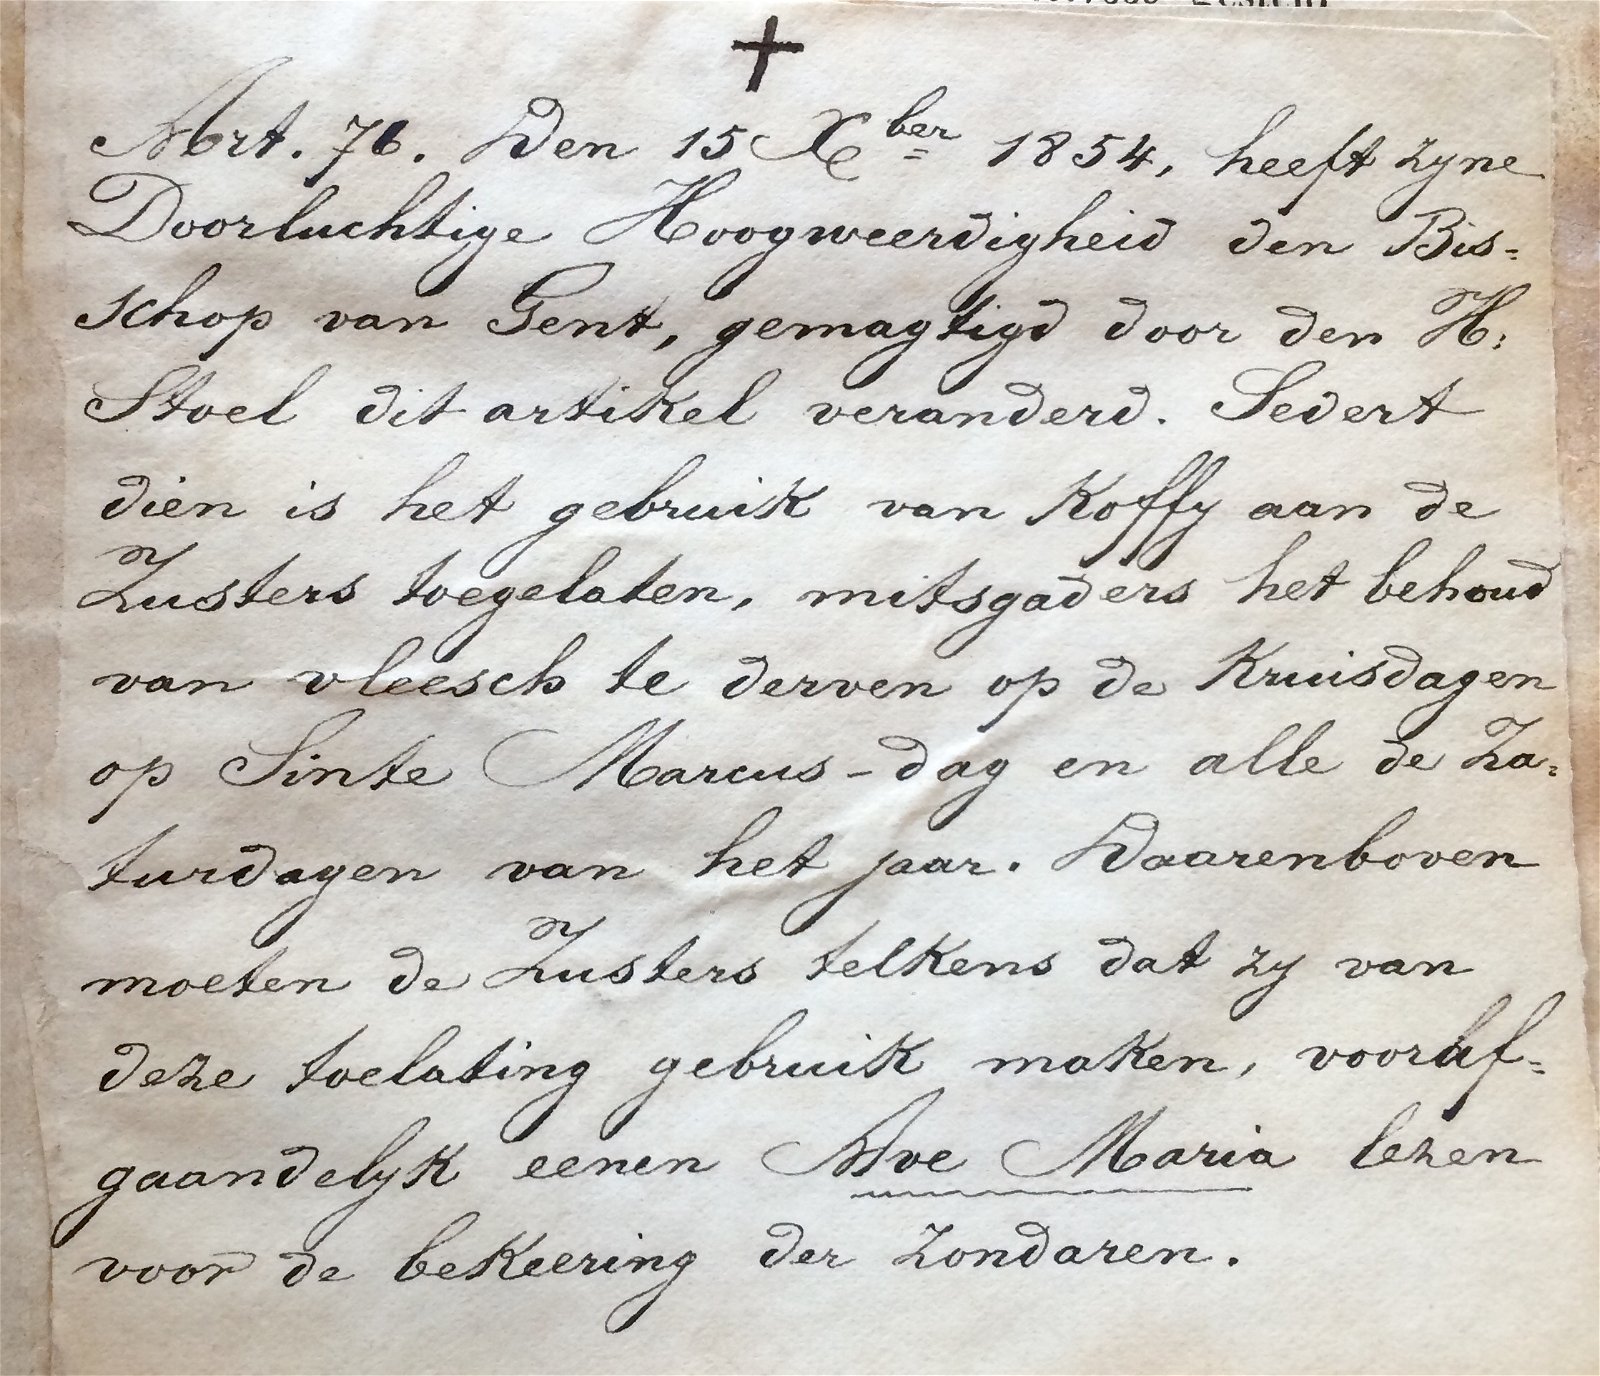 ✝
Art. 76. Den 15 Xber 1854, heeft zyne
Doorluchtige Hoogweerdigheid den Bis=
schop van Gent, gemagtigd door den H:
Stoel dit artikel veranderd. Sedert
dien is het gebruik van Koffy aan de
Zusters toegelaten, mitsgaders het behoud
van vleesch te derven op de Kruisdagen
op Sinte Marcus-dag en alle de Za=
turdagen van het jaar. Daarenboven
moeten de Zusters telkens dat zy van
deze toelating gebruik maken, vooraf=
gaandelyk eenen Ave Maria lezen
voor de bekeering der zondaren.